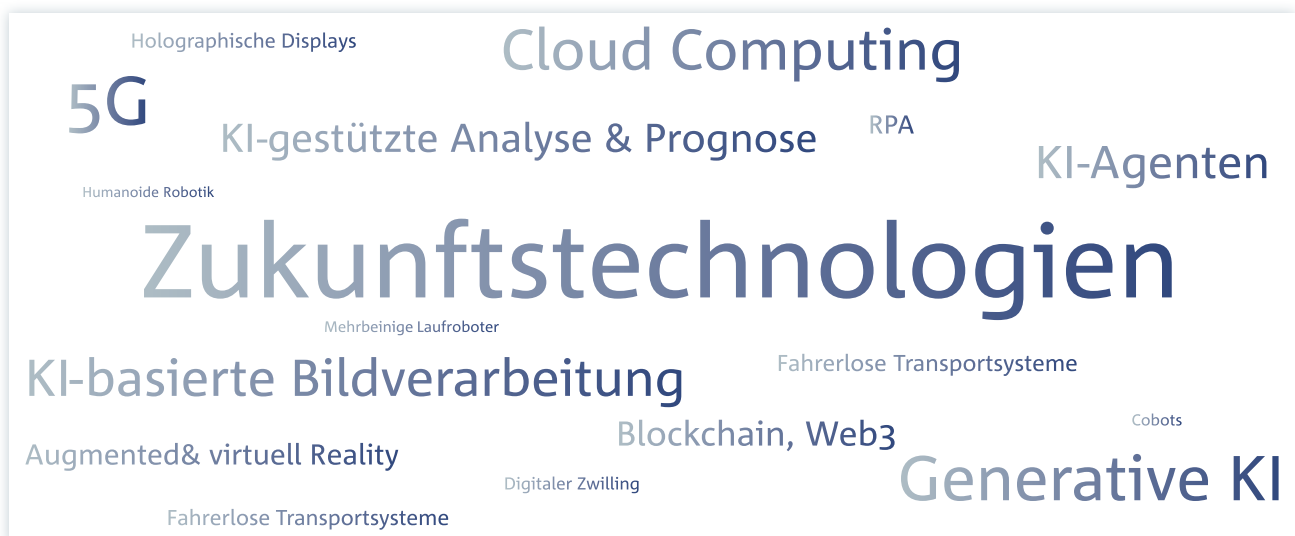 Holographische Displays
Cloud Computing
5G
KI-gestützte Analyse & Prognose
RPA
KI-Agenten
Humanoide Robotik
Zukunftstechnologien
Mehrbeinige Laufroboter
KI-basierte Bildverarbeitung
Fahrerlose Transportsysteme
Blockchain, Web3
Cobots
Augmented& virtuell Reality
Generative KI
Digitaler Zwilling
Fahrerlose Transportsysteme